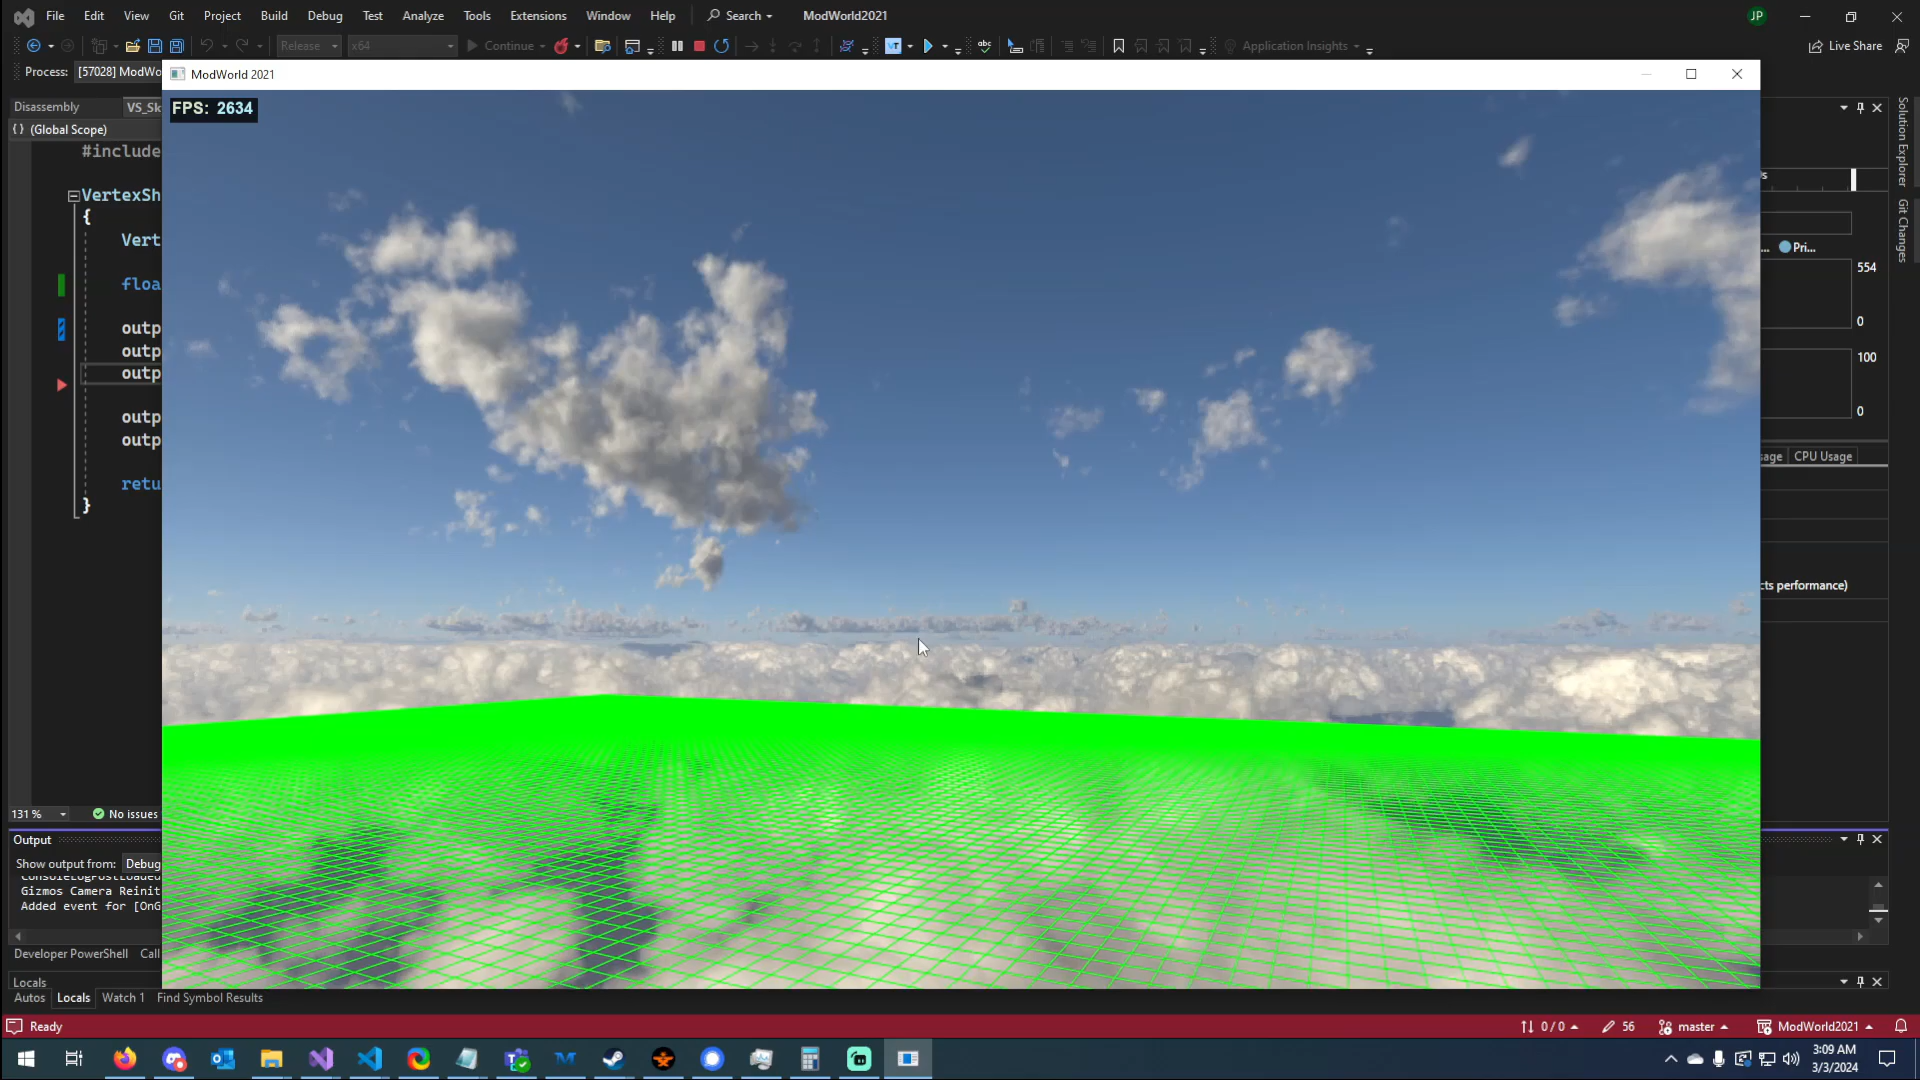 File Edit View Git Project Build Debug Test Analyze Tools Extensions Window Help Search ModWorld2021 JP
Release x64 Continue Application Insights Live Share
Process: [57028] ModWo
ModWorld 2021
FPS: 2634
Disassembly VS_Sk
(Global Scope)
#include
VertexSh
{
Vert
floa
outp
outp
outp
outp
outp
retu
}
Pri...
554
0
100
0
sage CPU Usage
cts performance)
Solution Explorer
Git Changes
131 % No issues
Output
Show output from: Debug
Gizmos Camera Reinit
Added event for [OnG
Developer PowerShell Call
Locals
Autos Locals Watch 1 Find Symbol Results
Ready 0 / 0 56 master ModWorld2021
3:09 AM
3/3/2024